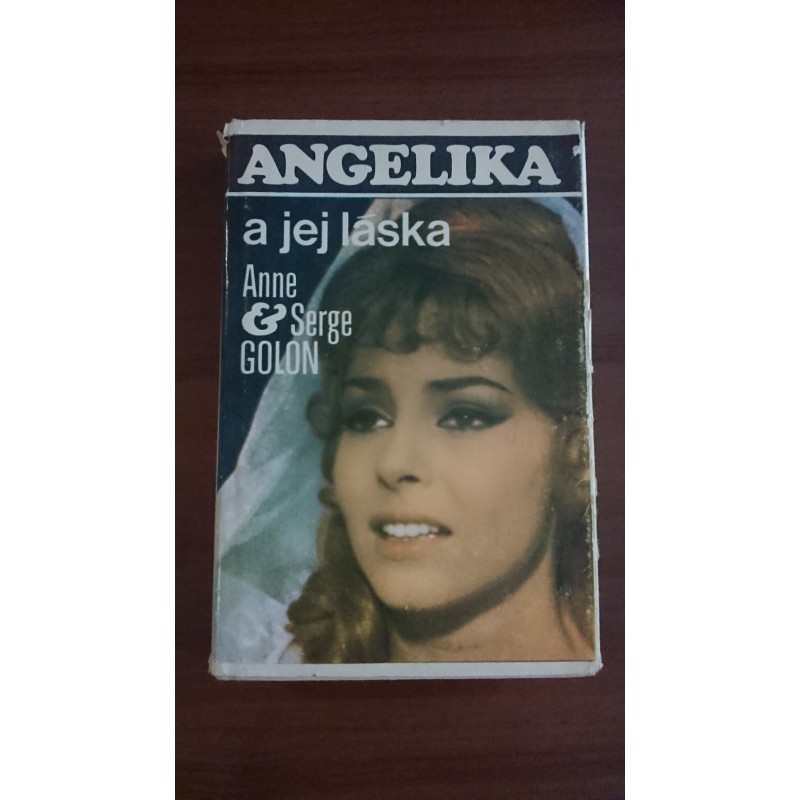 ANGELIKA
a jej láska
Anne
& Serge
GOLON